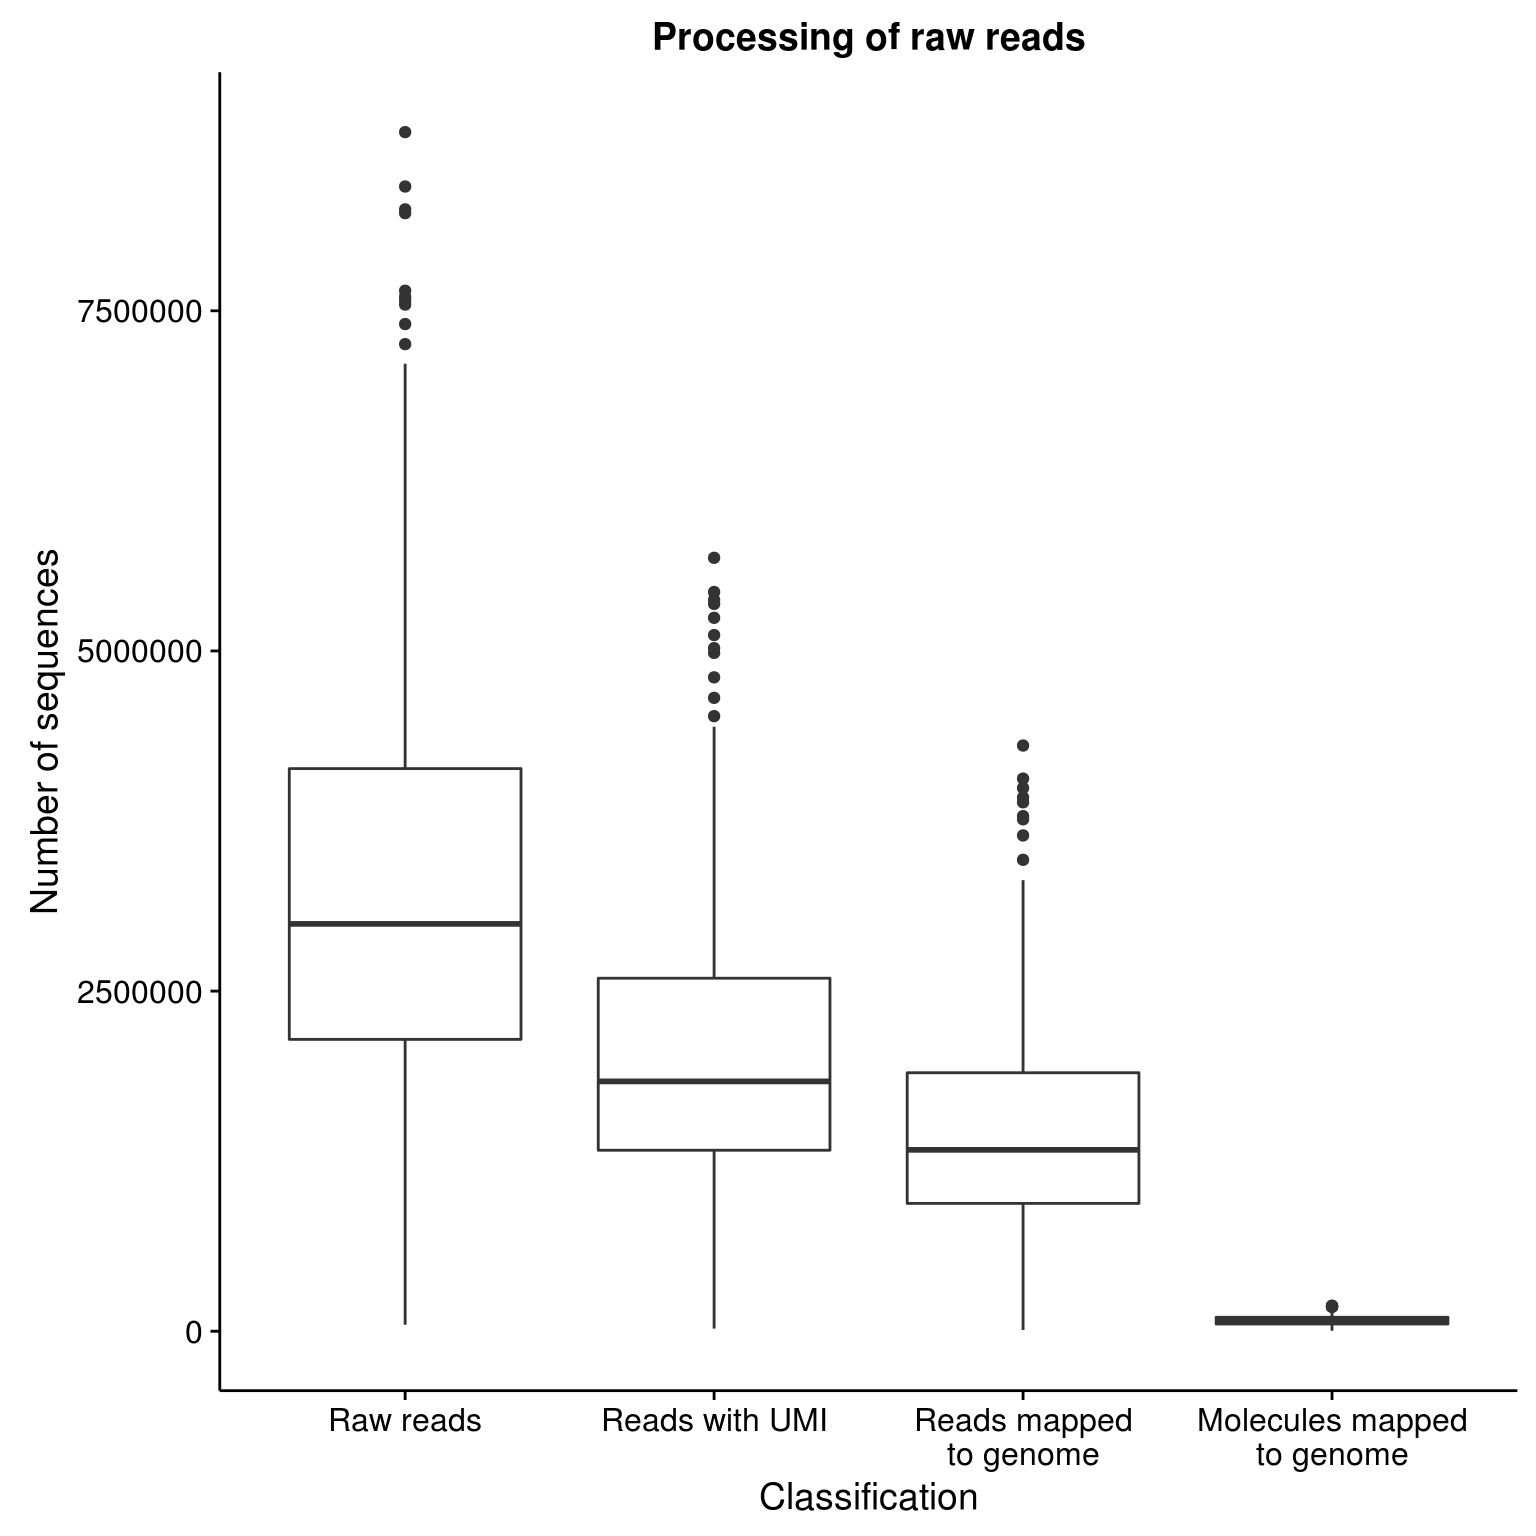 Processing of raw reads
Number of sequences
7500000
5000000
2500000
0
Raw reads
Reads with UMI
Reads mapped
to genome
Molecules mapped
to genome
Classification